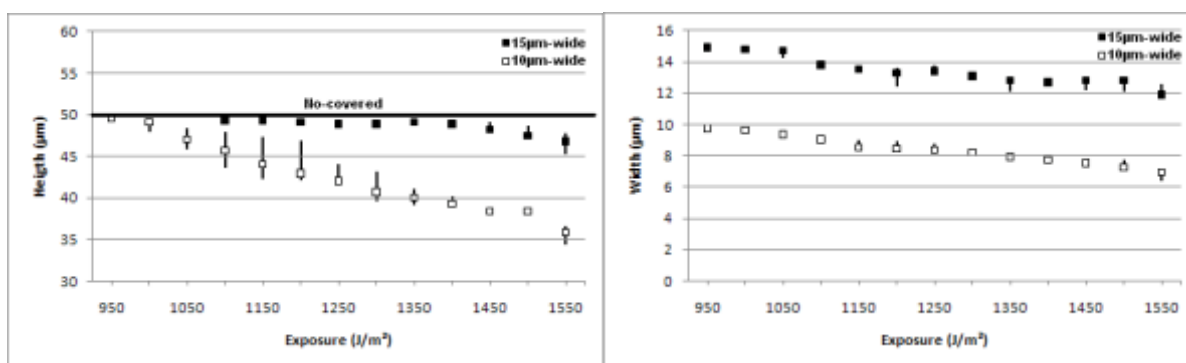 60
50
45
40
35
30
55
Heigth (µm)
15µm-wide
10µm-wide
No-covered
950 1050 1150 1250 1350 1450 1550
Exposure (J/m²)
16
14
12
10
8
6
4
2
0
Width (µm)
15µm-wide
10µm-wide
950 1050 1150 1250 1350 1450 1550
Exposure (J/m²)